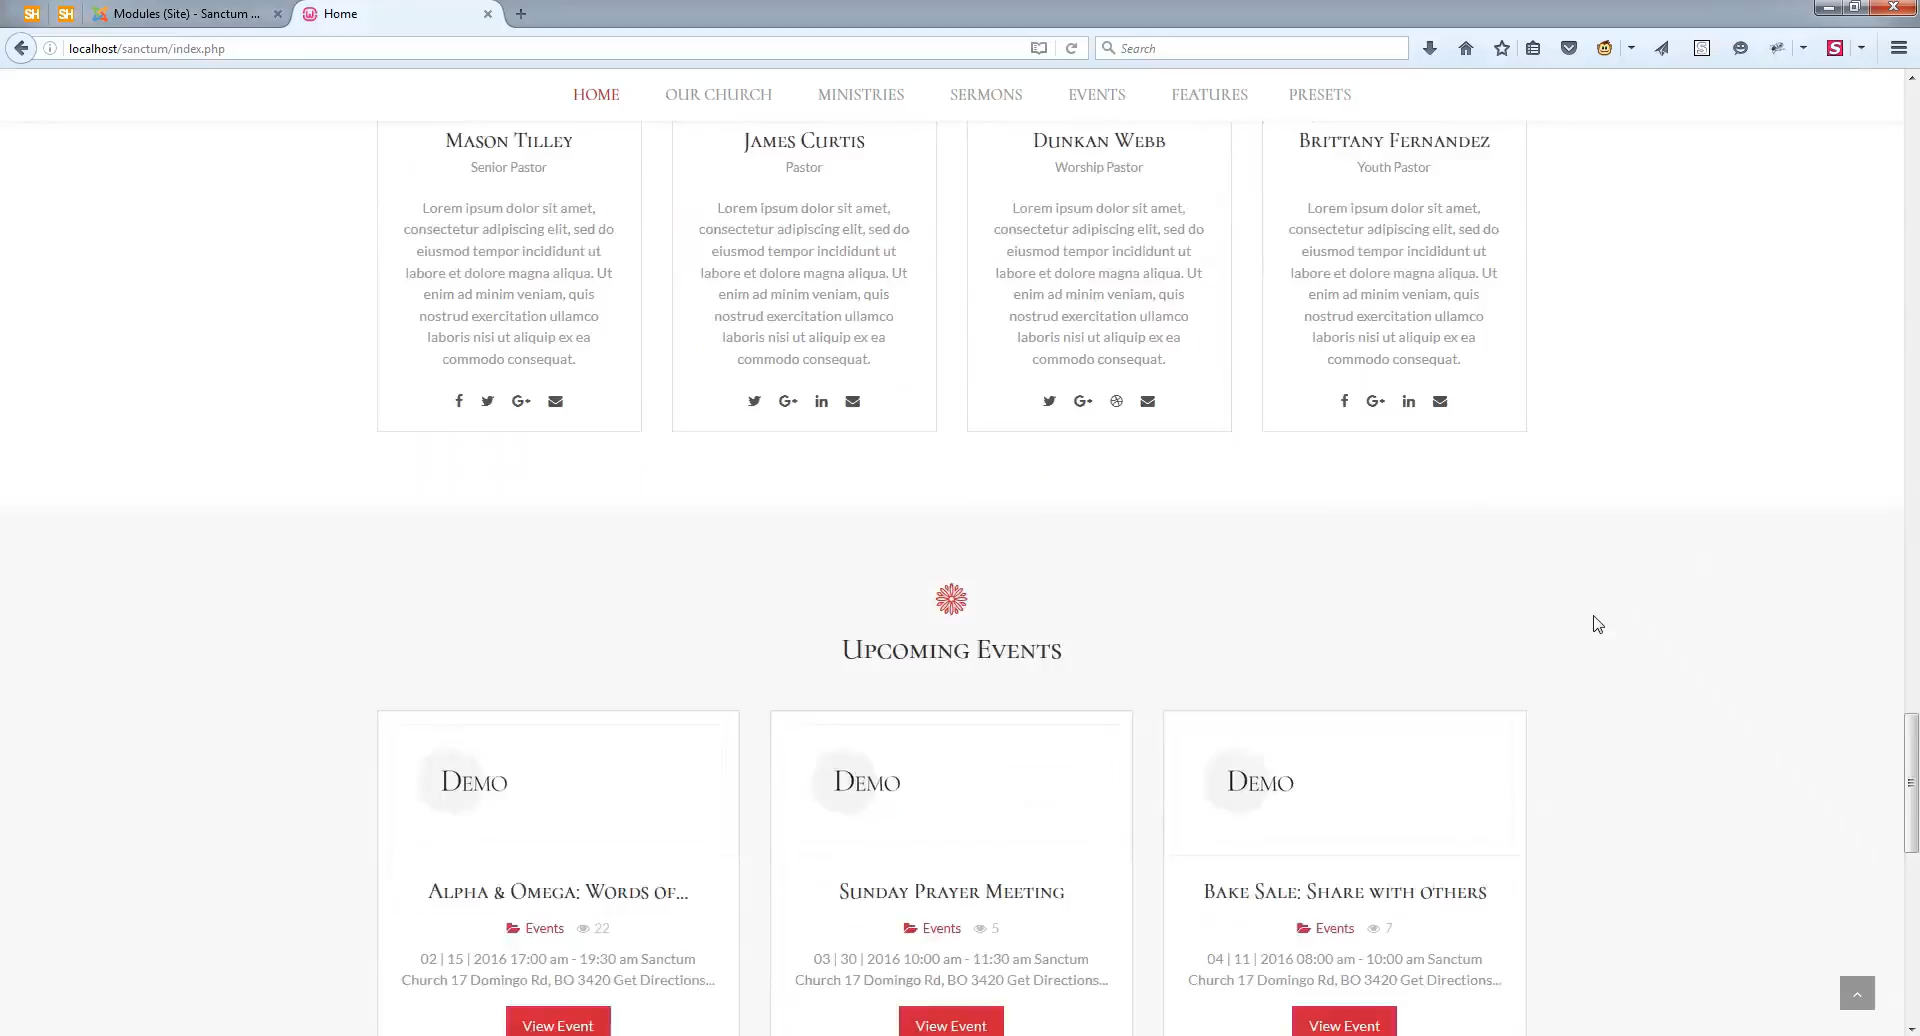 SH SH Modules (Site) - Sanctum ... Home
localhost/sanctum/index.php Search
HOME OUR CHURCH MINISTRIES SERMONS EVENTS FEATURES PRESETS
Mason Tilley
Senior Pastor
Lorem ipsum dolor sit amet,
consectetur adipiscing elit, sed do
eiusmod tempor incididunt ut
labore et dolore magna aliqua. Ut
enim ad minim veniam, quis
nostrud exercitation ullamco
laboris nisi ut aliquip ex ea
commodo consequat.
James Curtis
Pastor
Lorem ipsum dolor sit amet,
consectetur adipiscing elit, sed do
eiusmod tempor incididunt ut
labore et dolore magna aliqua. Ut
enim ad minim veniam, quis
nostrud exercitation ullamco
laboris nisi ut aliquip ex ea
commodo consequat.
Dunkan Webb
Worship Pastor
Lorem ipsum dolor sit amet,
consectetur adipiscing elit, sed do
eiusmod tempor incididunt ut
labore et dolore magna aliqua. Ut
enim ad minim veniam, quis
nostrud exercitation ullamco
laboris nisi ut aliquip ex ea
commodo consequat.
Brittany Fernandez
Youth Pastor
Lorem ipsum dolor sit amet,
consectetur adipiscing elit, sed do
eiusmod tempor incididunt ut
labore et dolore magna aliqua. Ut
enim ad minim veniam, quis
nostrud exercitation ullamco
laboris nisi ut aliquip ex ea
commodo consequat.
Upcoming Events
Demo
Alpha & Omega: Words of...
Events 22
02 | 15 | 2016 17:00 am - 19:30 am Sanctum
Church 17 Domingo Rd, BO 3420 Get Directions...
View Event
Demo
Sunday Prayer Meeting
Events 5
03 | 30 | 2016 10:00 am - 11:30 am Sanctum
Church 17 Domingo Rd, BO 3420 Get Directions...
View Event
Demo
Bake Sale: Share with others
Events 7
04 | 11 | 2016 08:00 am - 10:00 am Sanctum
Church 17 Domingo Rd, BO 3420 Get Directions...
View Event